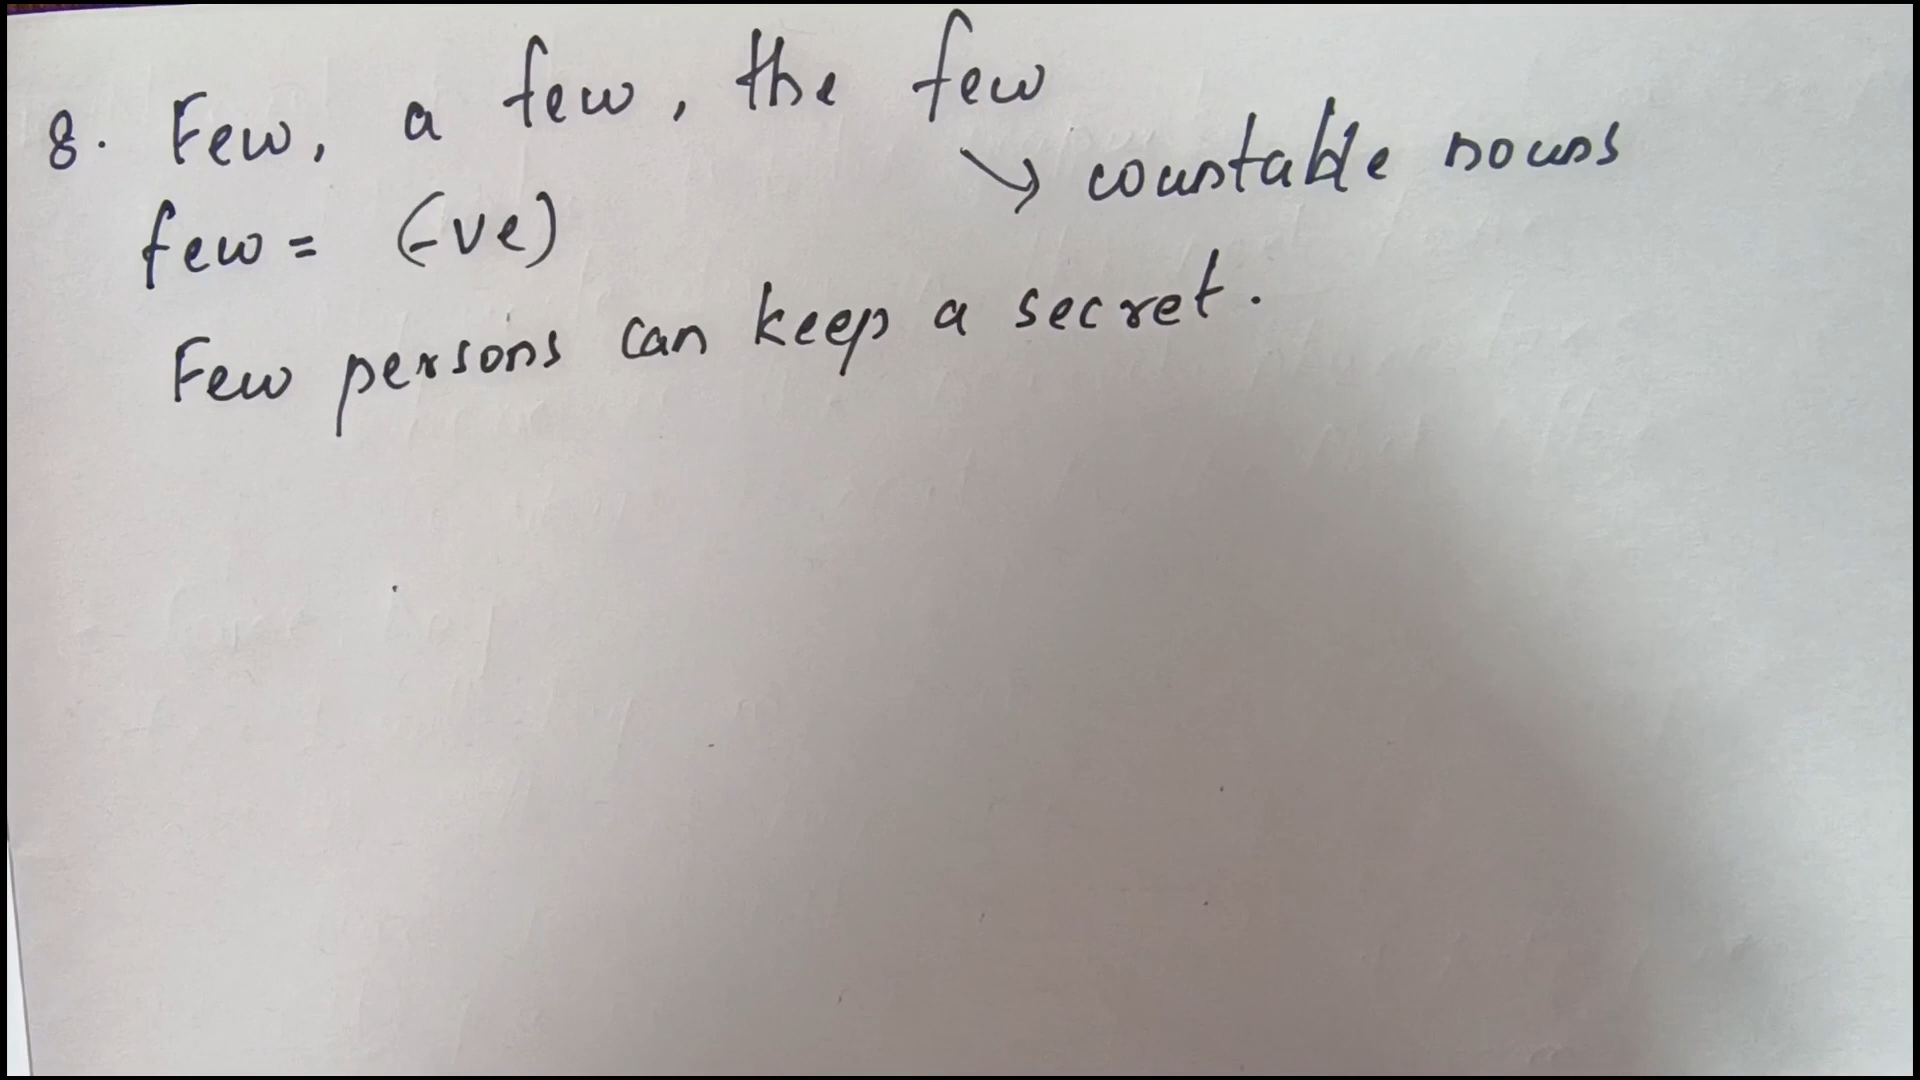 8. Few, a few, the few
↘ countable nouns
few = (-ve)
Few persons can keep a secret.